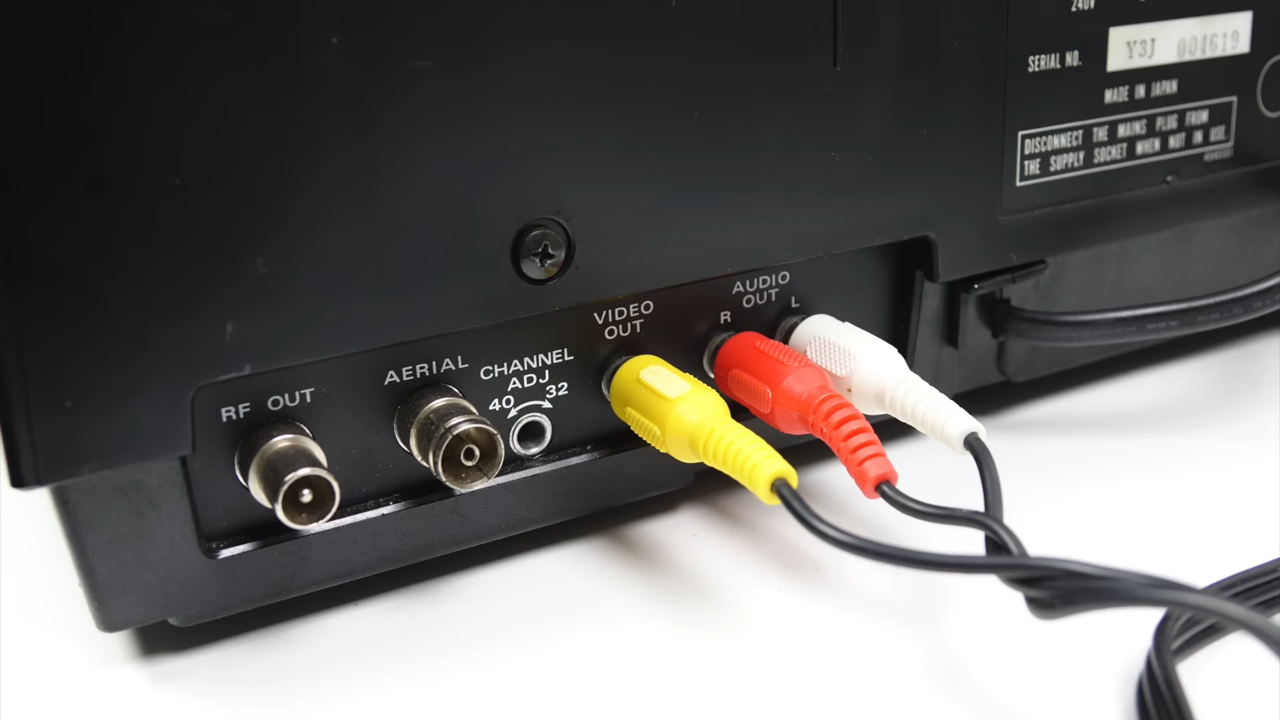 240V
SERIAL NO. Y3J 004619
MADE IN JAPAN
DISCONNECT THE MAINS PLUG FROM
THE SUPPLY SOCKET WHEN NOT IN USE.
AUDIO
OUT
R L
VIDEO
OUT
CHANNEL
ADJ
40 32
AERIAL
RF OUT